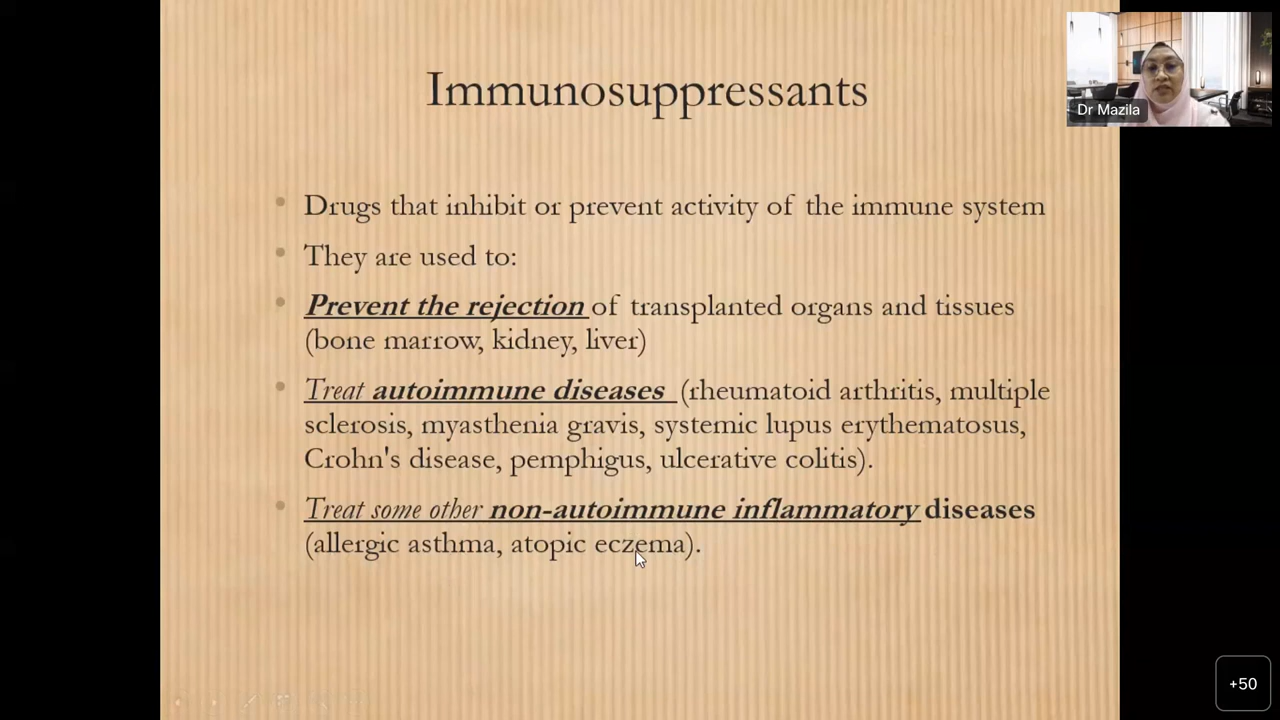 Immunosuppressants
Dr Mazila
• Drugs that inhibit or prevent activity of the immune system
• They are used to:
• Prevent the rejection of transplanted organs and tissues
(bone marrow, kidney, liver)
• Treat autoimmune diseases (rheumatoid arthritis, multiple
sclerosis, myasthenia gravis, systemic lupus erythematosus,
Crohn's disease, pemphigus, ulcerative colitis).
• Treat some other non-autoimmune inflammatory diseases
(allergic asthma, atopic eczema).
+50